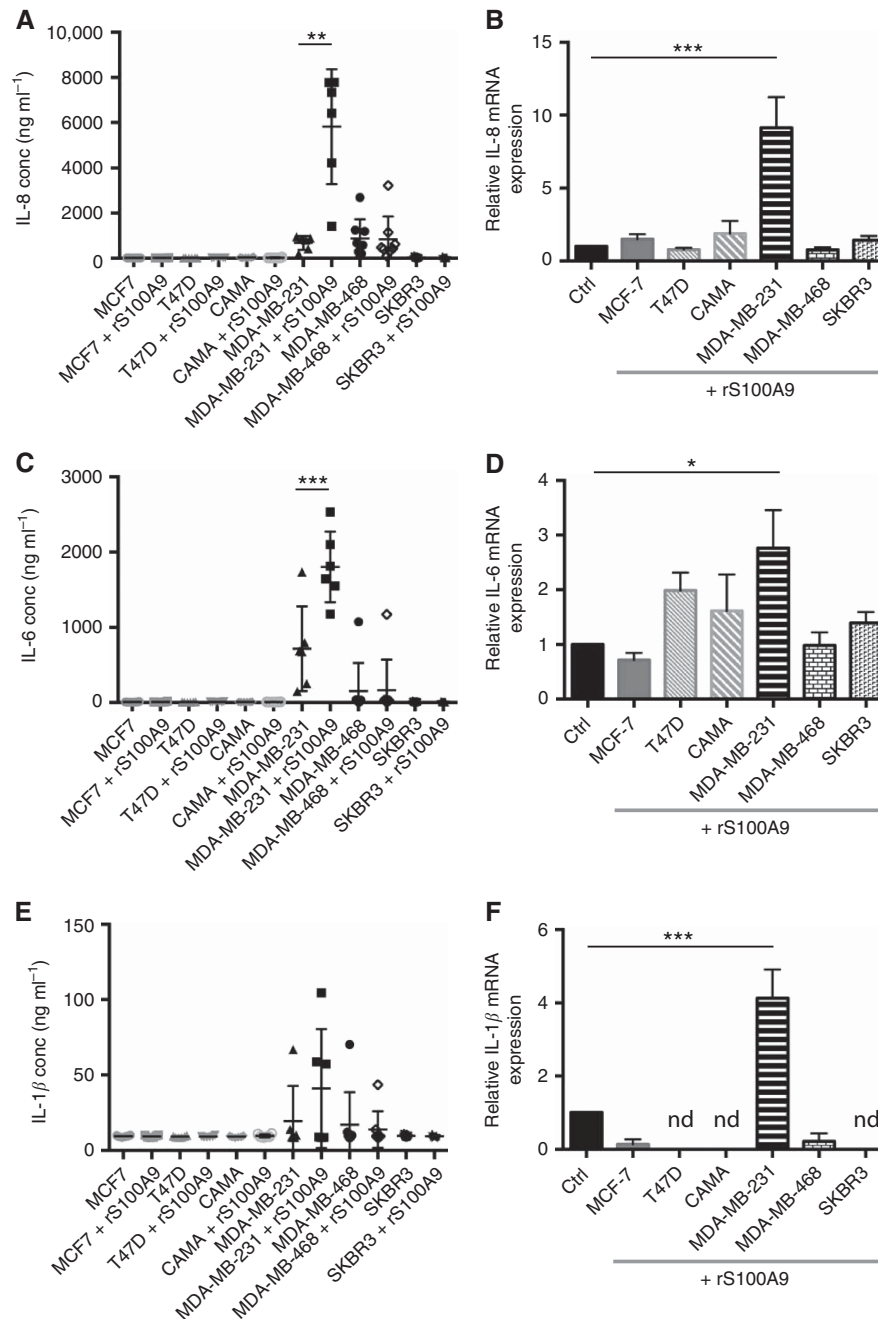 A
IL-8 conc (ng ml⁻¹)
10,000
8000
6000
4000
2000
0
**
MCF7
MCF7 + rS100A9
T47D
T47D + rS100A9
CAMA
CAMA + rS100A9
MDA-MB-231
MDA-MB-231 + rS100A9
MDA-MB-468
MDA-MB-468 + rS100A9
SKBR3
SKBR3 + rS100A9
B
Relative IL-8 mRNA
expression
15
10
5
0
***
Ctrl
MCF-7
T47D
CAMA
MDA-MB-231
MDA-MB-468
SKBR3
+ rS100A9
C
IL-6 conc (ng ml⁻¹)
3000
2000
1000
0
***
MCF7
MCF7 + rS100A9
T47D
T47D + rS100A9
CAMA
CAMA + rS100A9
MDA-MB-231
MDA-MB-231 + rS100A9
MDA-MB-468
MDA-MB-468 + rS100A9
SKBR3
SKBR3 + rS100A9
D
Relative IL-6 mRNA
expression
4
3
2
1
0
*
Ctrl
MCF-7
T47D
CAMA
MDA-MB-231
MDA-MB-468
SKBR3
+ rS100A9
E
IL-1β conc (ng ml⁻¹)
150
100
50
0
MCF7
MCF7 + rS100A9
T47D
T47D + rS100A9
CAMA
CAMA + rS100A9
MDA-MB-231
MDA-MB-231 + rS100A9
MDA-MB-468
MDA-MB-468 + rS100A9
SKBR3
SKBR3 + rS100A9
F
Relative IL-1β mRNA
expression
6
4
2
0
***
nd
nd
nd
Ctrl
MCF-7
T47D
CAMA
MDA-MB-231
MDA-MB-468
SKBR3
+ rS100A9